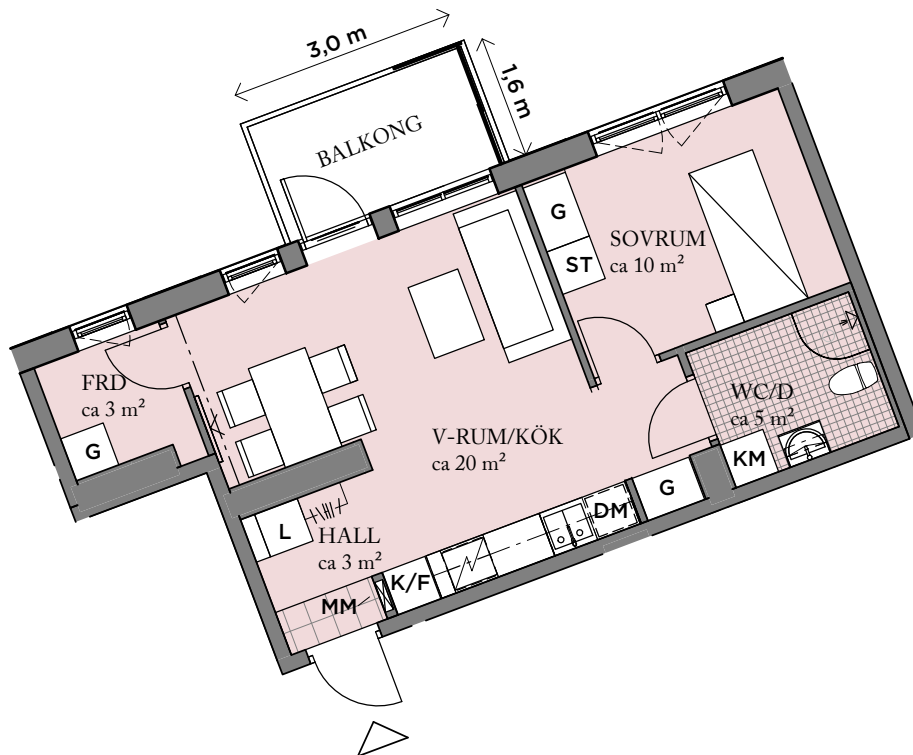 3,0 m
1,6 m
BALKONG
G
ST
SOVRUM
ca 10 m²
FRD
ca 3 m²
G
WC/D
ca 5 m²
V-RUM/KÖK
ca 20 m²
KM
G
DM
L
HALL
ca 3 m²
K/F
MM